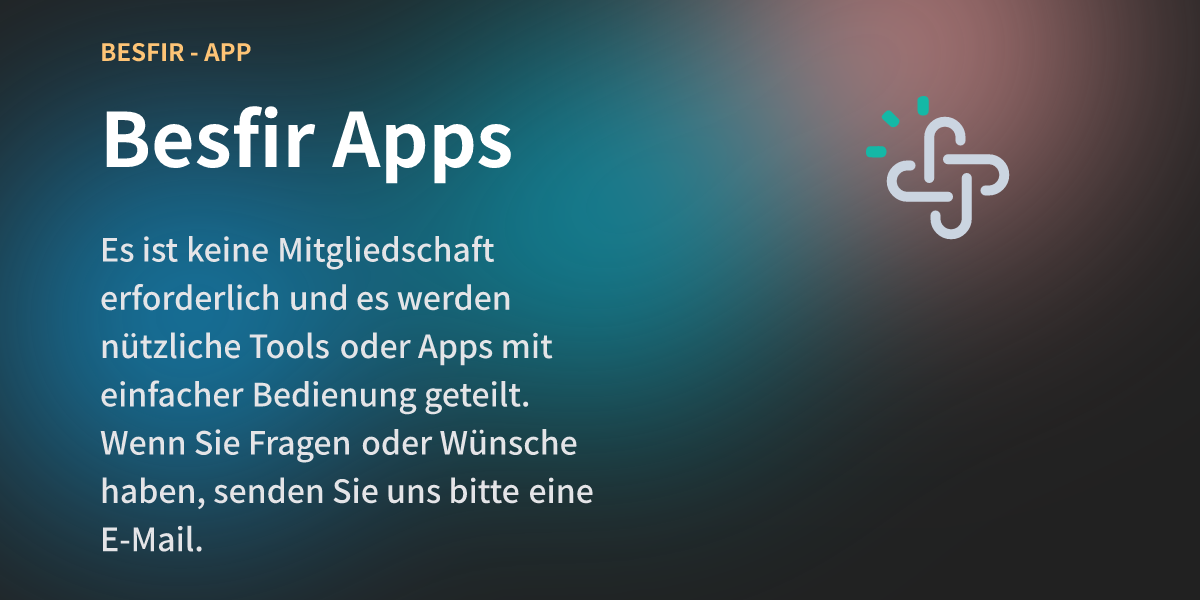 BESFIR - APP
Besfir Apps
Es ist keine Mitgliedschaft
erforderlich und es werden
nützliche Tools oder Apps mit
einfacher Bedienung geteilt.
Wenn Sie Fragen oder Wünsche
haben, senden Sie uns bitte eine
E-Mail.